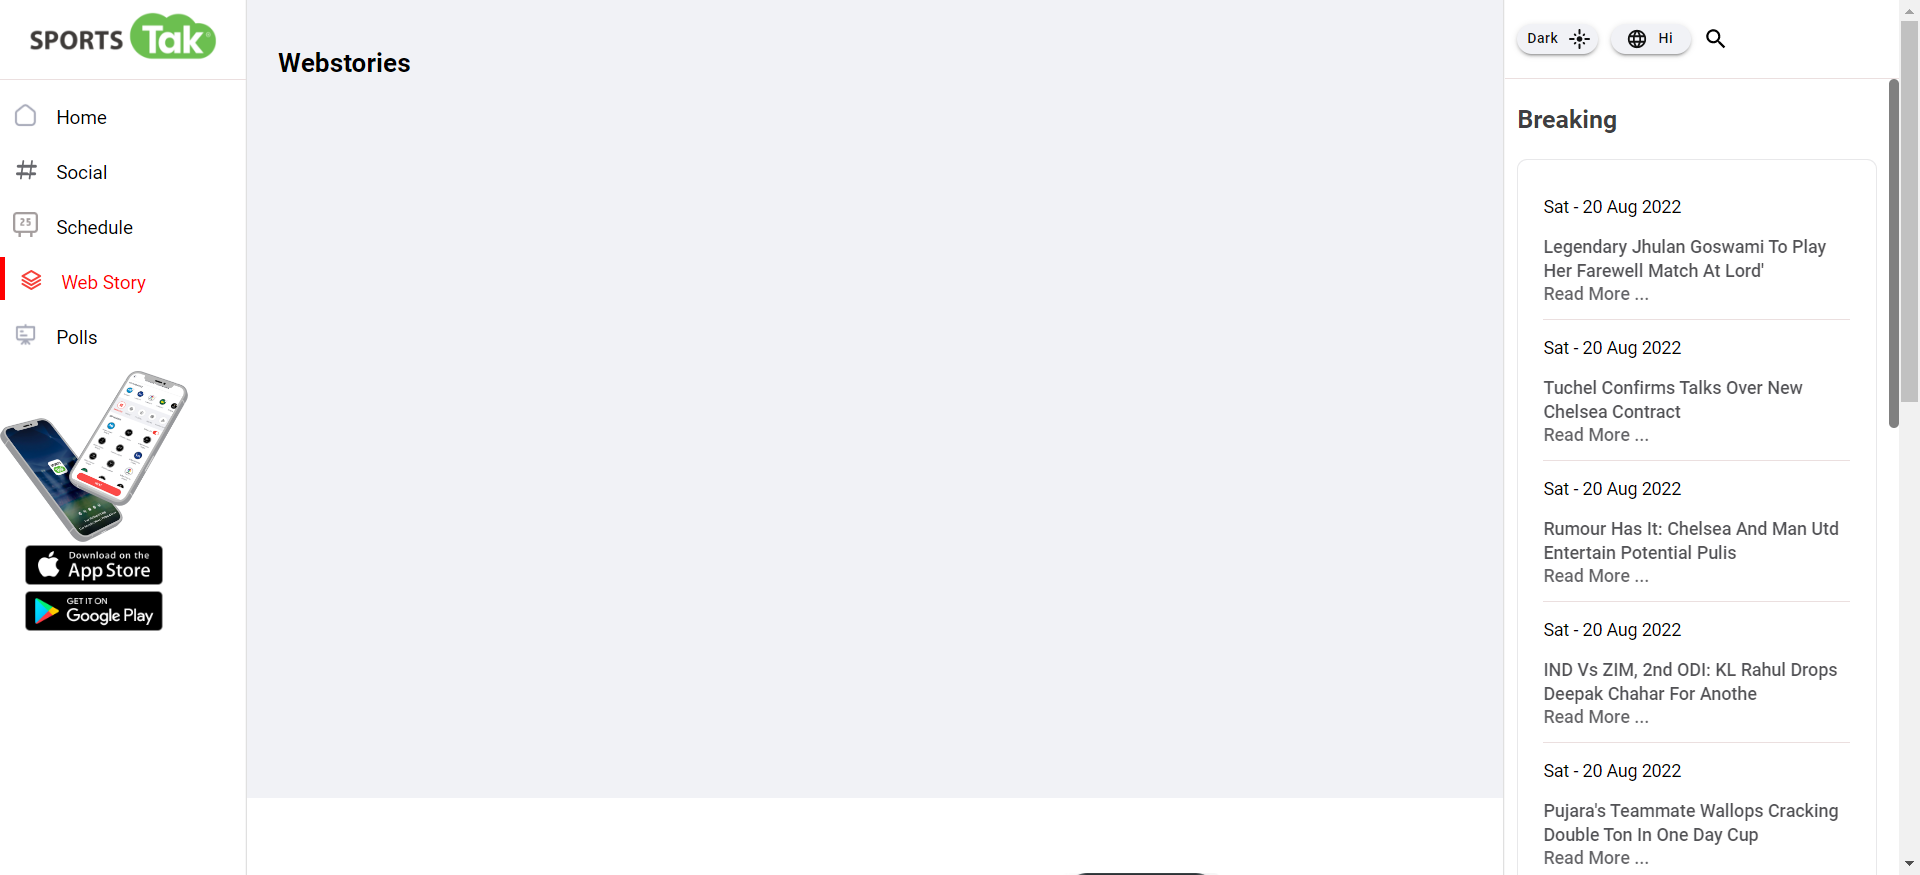 SPORTS Tak
Home
Social
25
Schedule
Web Story
Polls
Download on the
App Store
GET IT ON
Google Play
Webstories
Dark
Hi
Breaking
Sat - 20 Aug 2022
Legendary Jhulan Goswami To Play
Her Farewell Match At Lord'
Read More ...
Sat - 20 Aug 2022
Tuchel Confirms Talks Over New
Chelsea Contract
Read More ...
Sat - 20 Aug 2022
Rumour Has It: Chelsea And Man Utd
Entertain Potential Pulis
Read More ...
Sat - 20 Aug 2022
IND Vs ZIM, 2nd ODI: KL Rahul Drops
Deepak Chahar For Anothe
Read More ...
Sat - 20 Aug 2022
Pujara's Teammate Wallops Cracking
Double Ton In One Day Cup
Read More ...